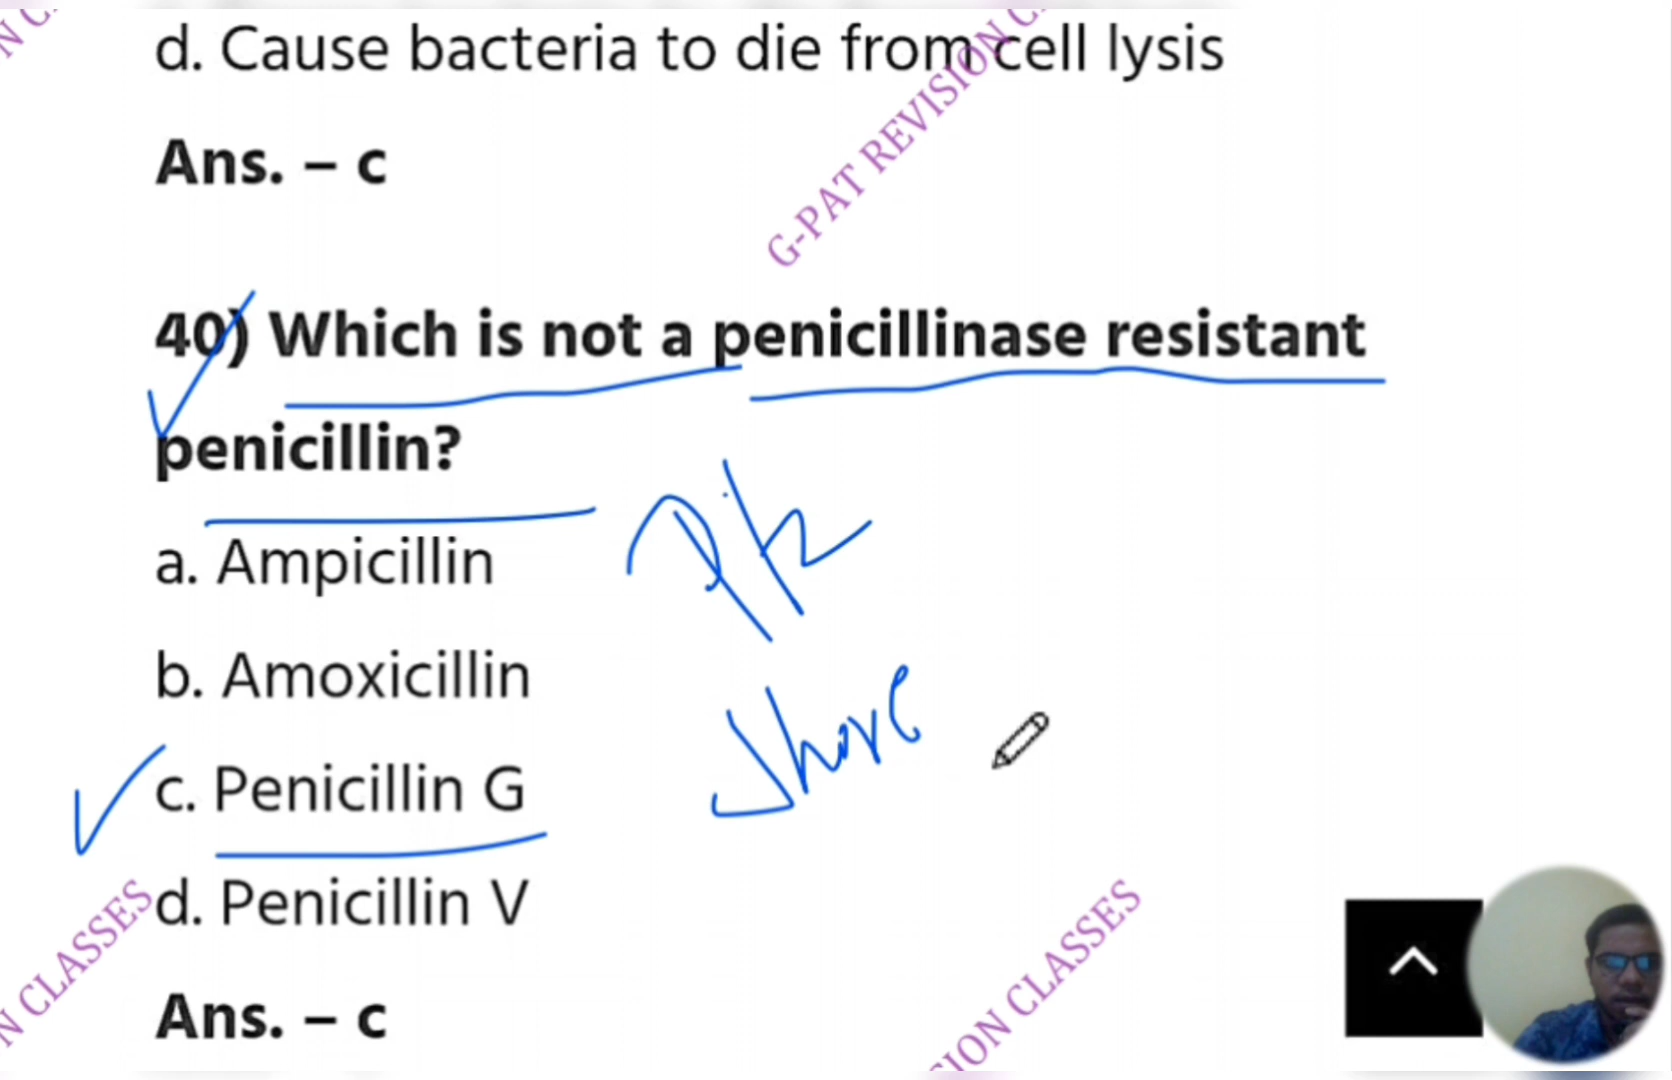 d. Cause bacteria to die from cell lysis
Ans. – c
G-PAT REVISION C
40) Which is not a penicillinase resistant
penicillin?
a. Ampicillin
b. Amoxicillin
c. Penicillin G
d. Penicillin V
N CLASSES
SION CLASSES
Ans. – c